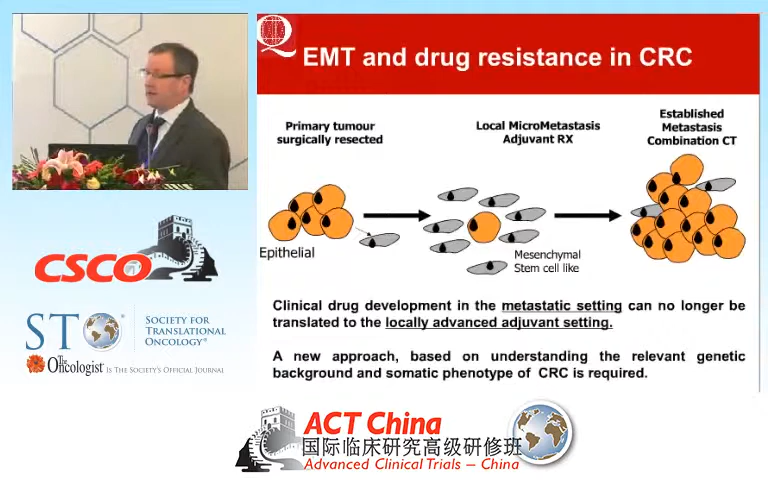 EMT and drug resistance in CRC
Primary tumour
surgically resected
Local MicroMetastasis
Adjuvant RX
Established
Metastasis
Combination CT
Epithelial
Mesenchymal
Stem cell like
Clinical drug development in the metastatic setting can no longer be
translated to the locally advanced adjuvant setting.
A new approach, based on understanding the relevant genetic
background and somatic phenotype of CRC is required.
CSCO
STO
SOCIETY FOR
TRANSLATIONAL
ONCOLOGY®
The Oncologist IS THE SOCIETY'S OFFICIAL JOURNAL
ACT China
国际临床研究高级研修班
Advanced Clinical Trials – China